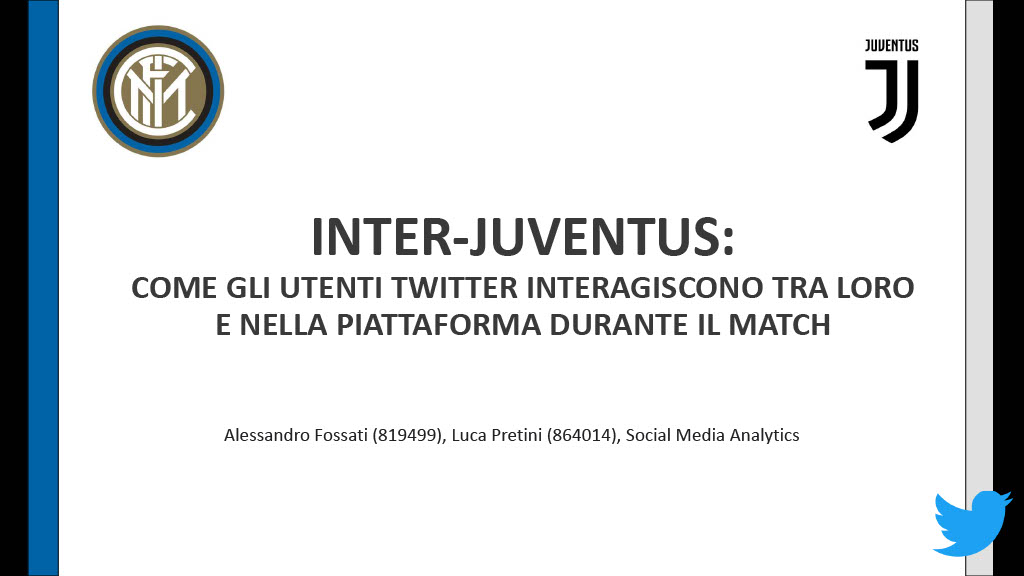 JUVENTUS
INTER-JUVENTUS:
COME GLI UTENTI TWITTER INTERAGISCONO TRA LORO
E NELLA PIATTAFORMA DURANTE IL MATCH
Alessandro Fossati (819499), Luca Pretini (864014), Social Media Analytics